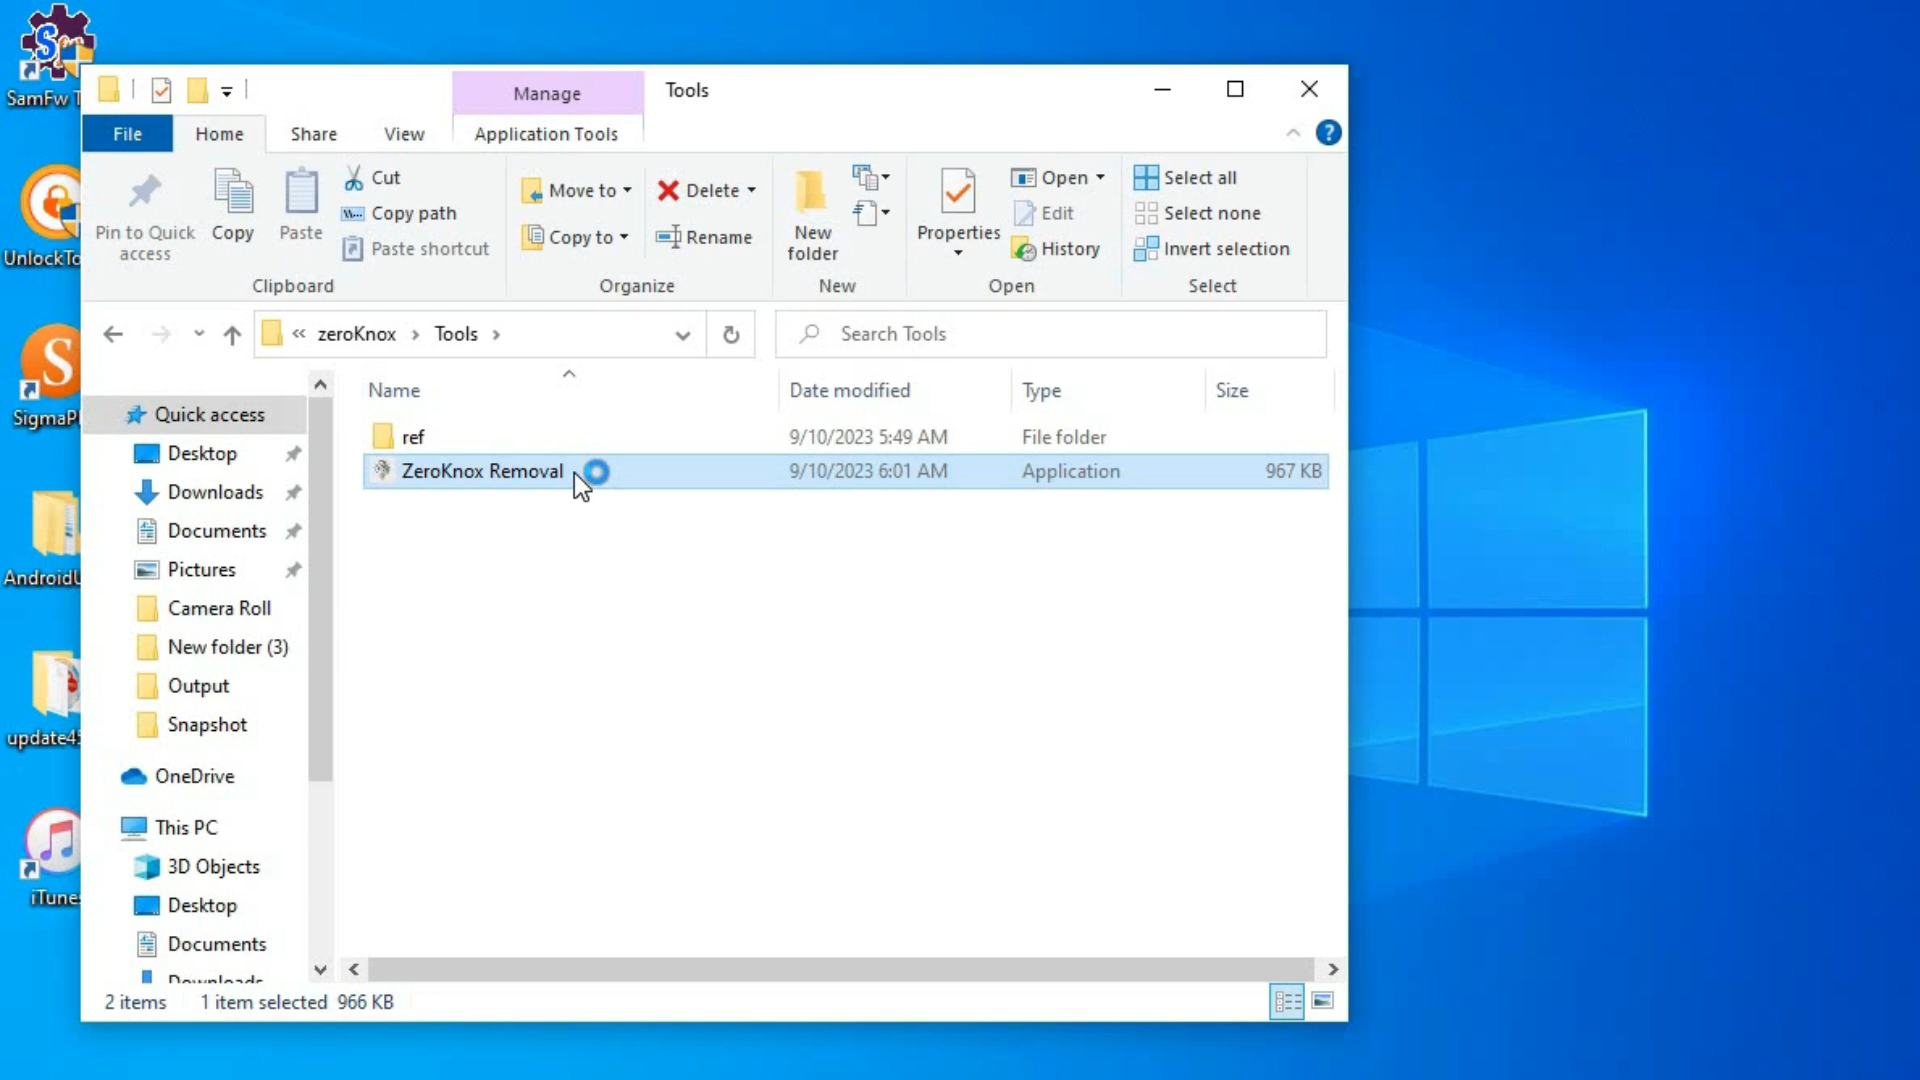 SamFw T
UnlockTo
SigmaPl
AndroidU
update45
iTunes
Manage
Tools
File
Home
Share
View
Application Tools
Pin to Quick access
Copy
Paste
Cut
Copy path
Paste shortcut
Clipboard
Move to
Copy to
Delete
Rename
Organize
New folder
New
Properties
Open
Edit
History
Open
Select all
Select none
Invert selection
Select
« zeroKnox > Tools >
Search Tools
Name
Date modified
Type
Size
ref
9/10/2023 5:49 AM
File folder
ZeroKnox Removal
9/10/2023 6:01 AM
Application
967 KB
Quick access
Desktop
Downloads
Documents
Pictures
Camera Roll
New folder (3)
Output
Snapshot
OneDrive
This PC
3D Objects
Desktop
Documents
Downloads
2 items
1 item selected 966 KB